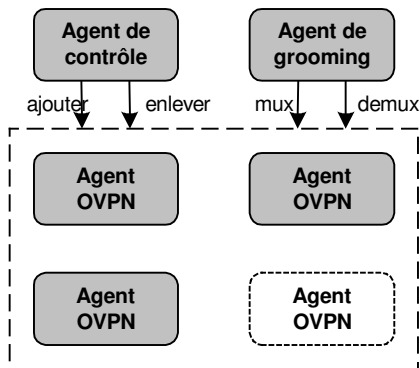 Agent de
contrôle
Agent de
grooming
ajouter
enlever
mux
demux
Agent
OVPN
Agent
OVPN
Agent
OVPN
Agent
OVPN